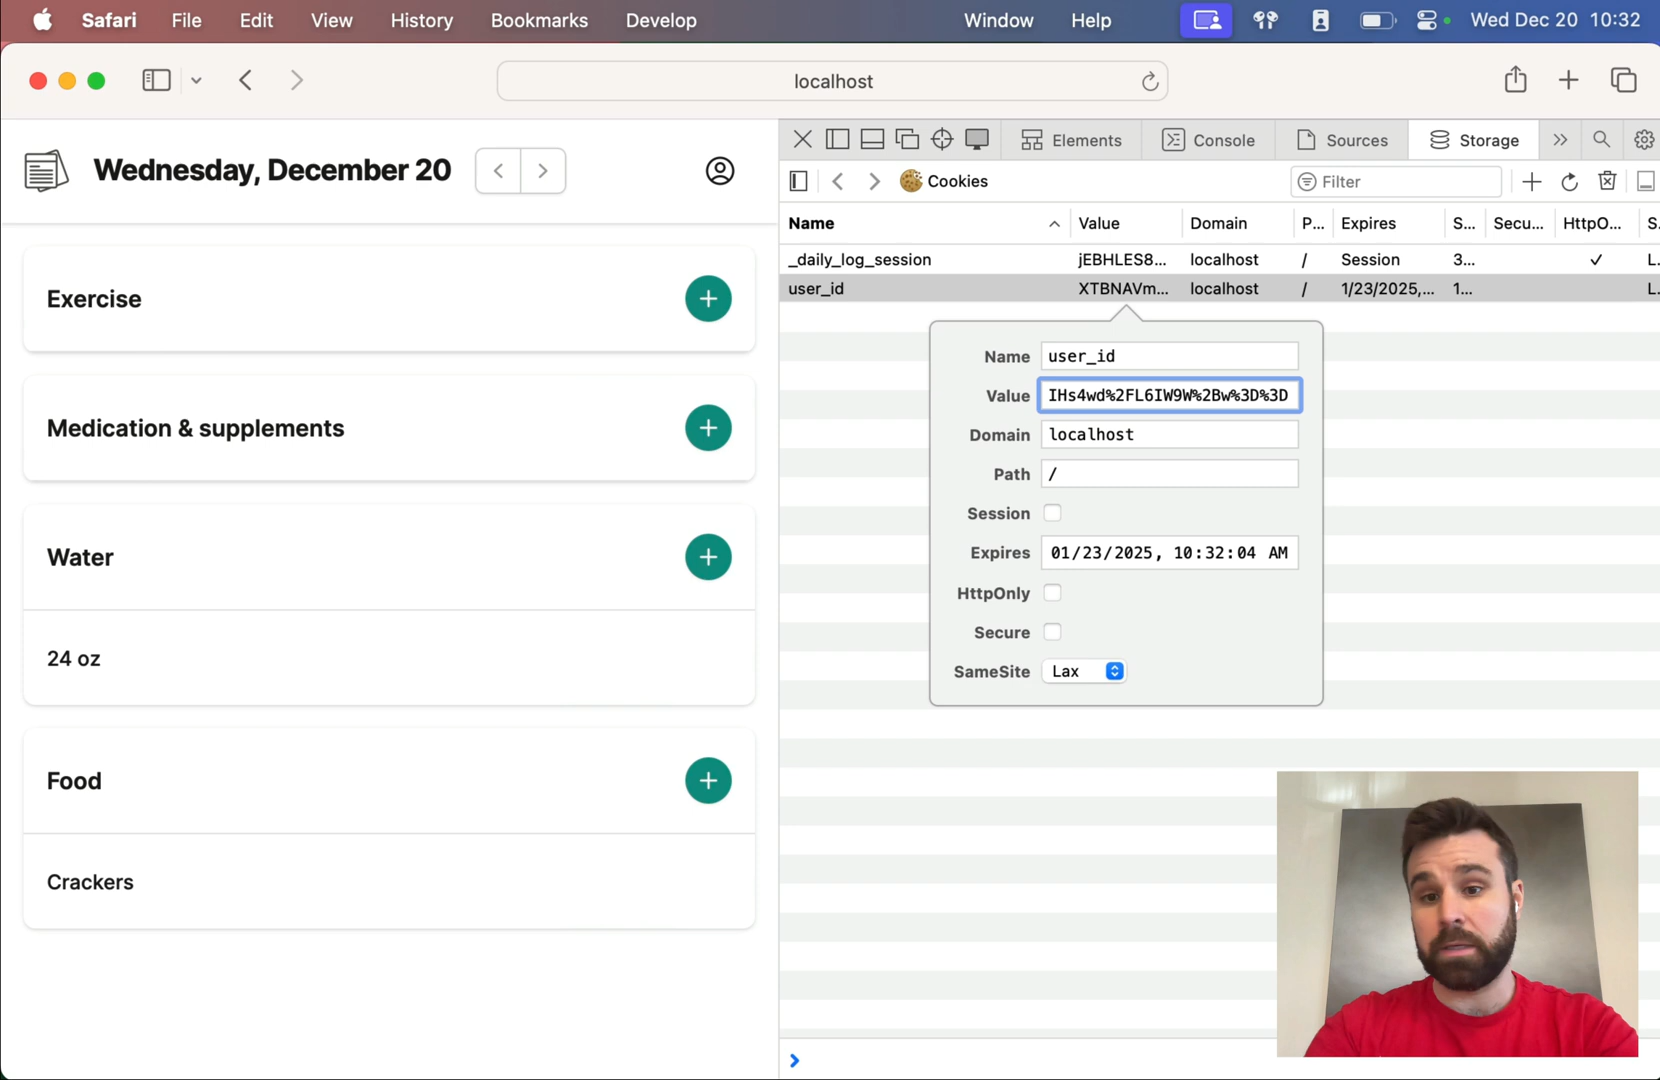 Safari File Edit View History Bookmarks Develop Window Help Wed Dec 20 10:32
localhost
Wednesday, December 20
Elements Console Sources Storage
Cookies Filter
Name Value Domain P... Expires S... Secu... HttpO... S.
_daily_log_session jEBHLES8... localhost / Session 3... ✓ L.
user_id XTBNAVm... localhost / 1/23/2025,... 1... L.
Name user_id
Value IHs4wd%2FL6IW9W%2Bw%3D%3D
Domain localhost
Path /
Session
Expires 01/23/2025, 10:32:04 AM
HttpOnly
Secure
SameSite Lax
Exercise
Medication & supplements
Water
24 oz
Food
Crackers